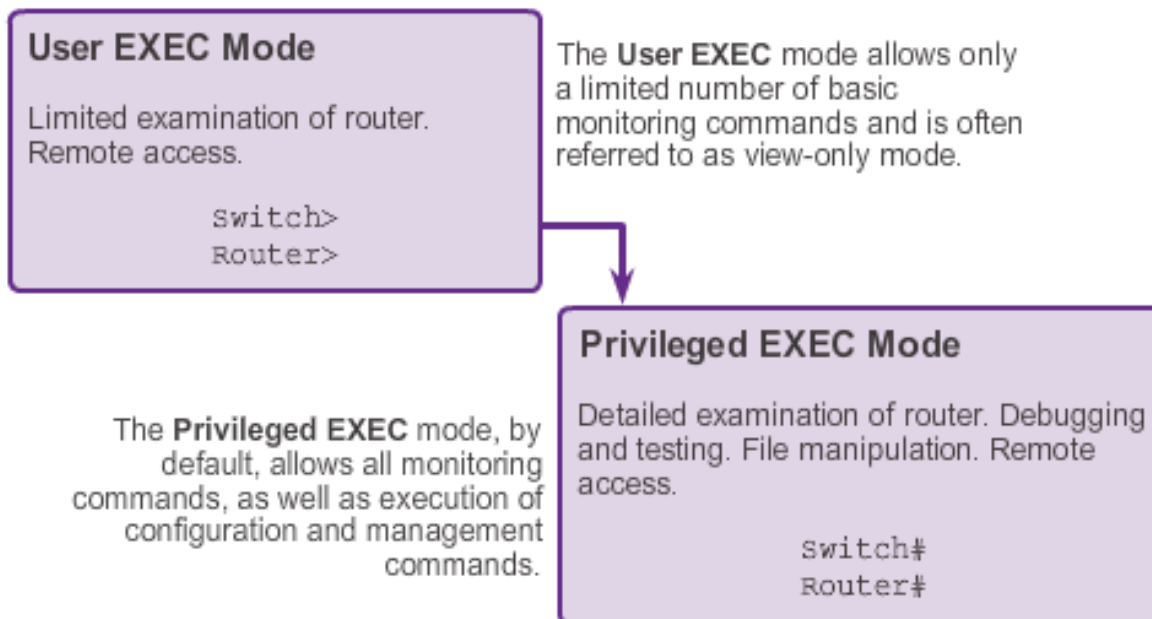 User EXEC Mode
Limited examination of router.
Remote access.
Switch>
Router>
The User EXEC mode allows only
a limited number of basic
monitoring commands and is often
referred to as view-only mode.
Privileged EXEC Mode
Detailed examination of router. Debugging
and testing. File manipulation. Remote
access.
Switch#
Router#
The Privileged EXEC mode, by
default, allows all monitoring
commands, as well as execution of
configuration and management
commands.